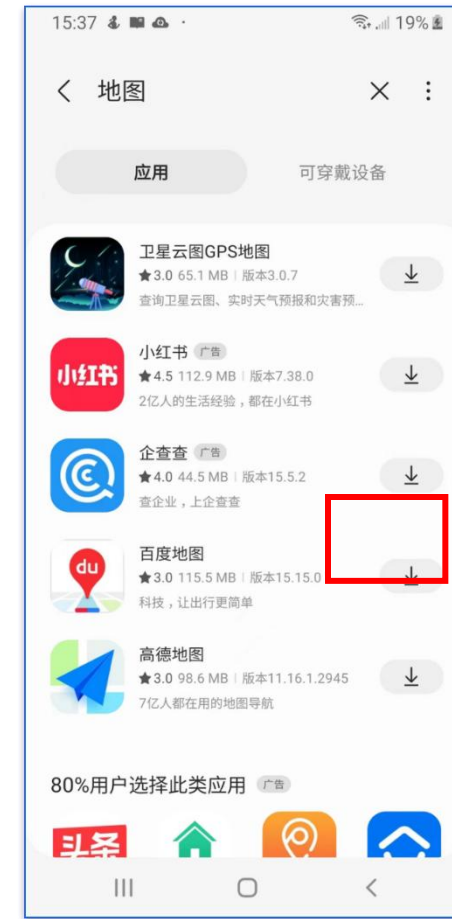 15:37 19%
地图
应用 可穿戴设备
卫星云图GPS地图
★3.0 65.1 MB | 版本3.0.7
查询卫星云图、实时天气预报和灾害预...
小红书
小红书 广告
★4.5 112.9 MB | 版本7.38.0
2亿人的生活经验，都在小红书
企查查 广告
★4.0 44.5 MB | 版本15.5.2
查企业，上企查查
du
百度地图
★3.0 115.5 MB | 版本15.15.0
科技，让出行更简单
高德地图
★3.0 98.6 MB | 版本11.16.1.2945
7亿人都在用的地图导航
80%用户选择此类应用 广告
头条